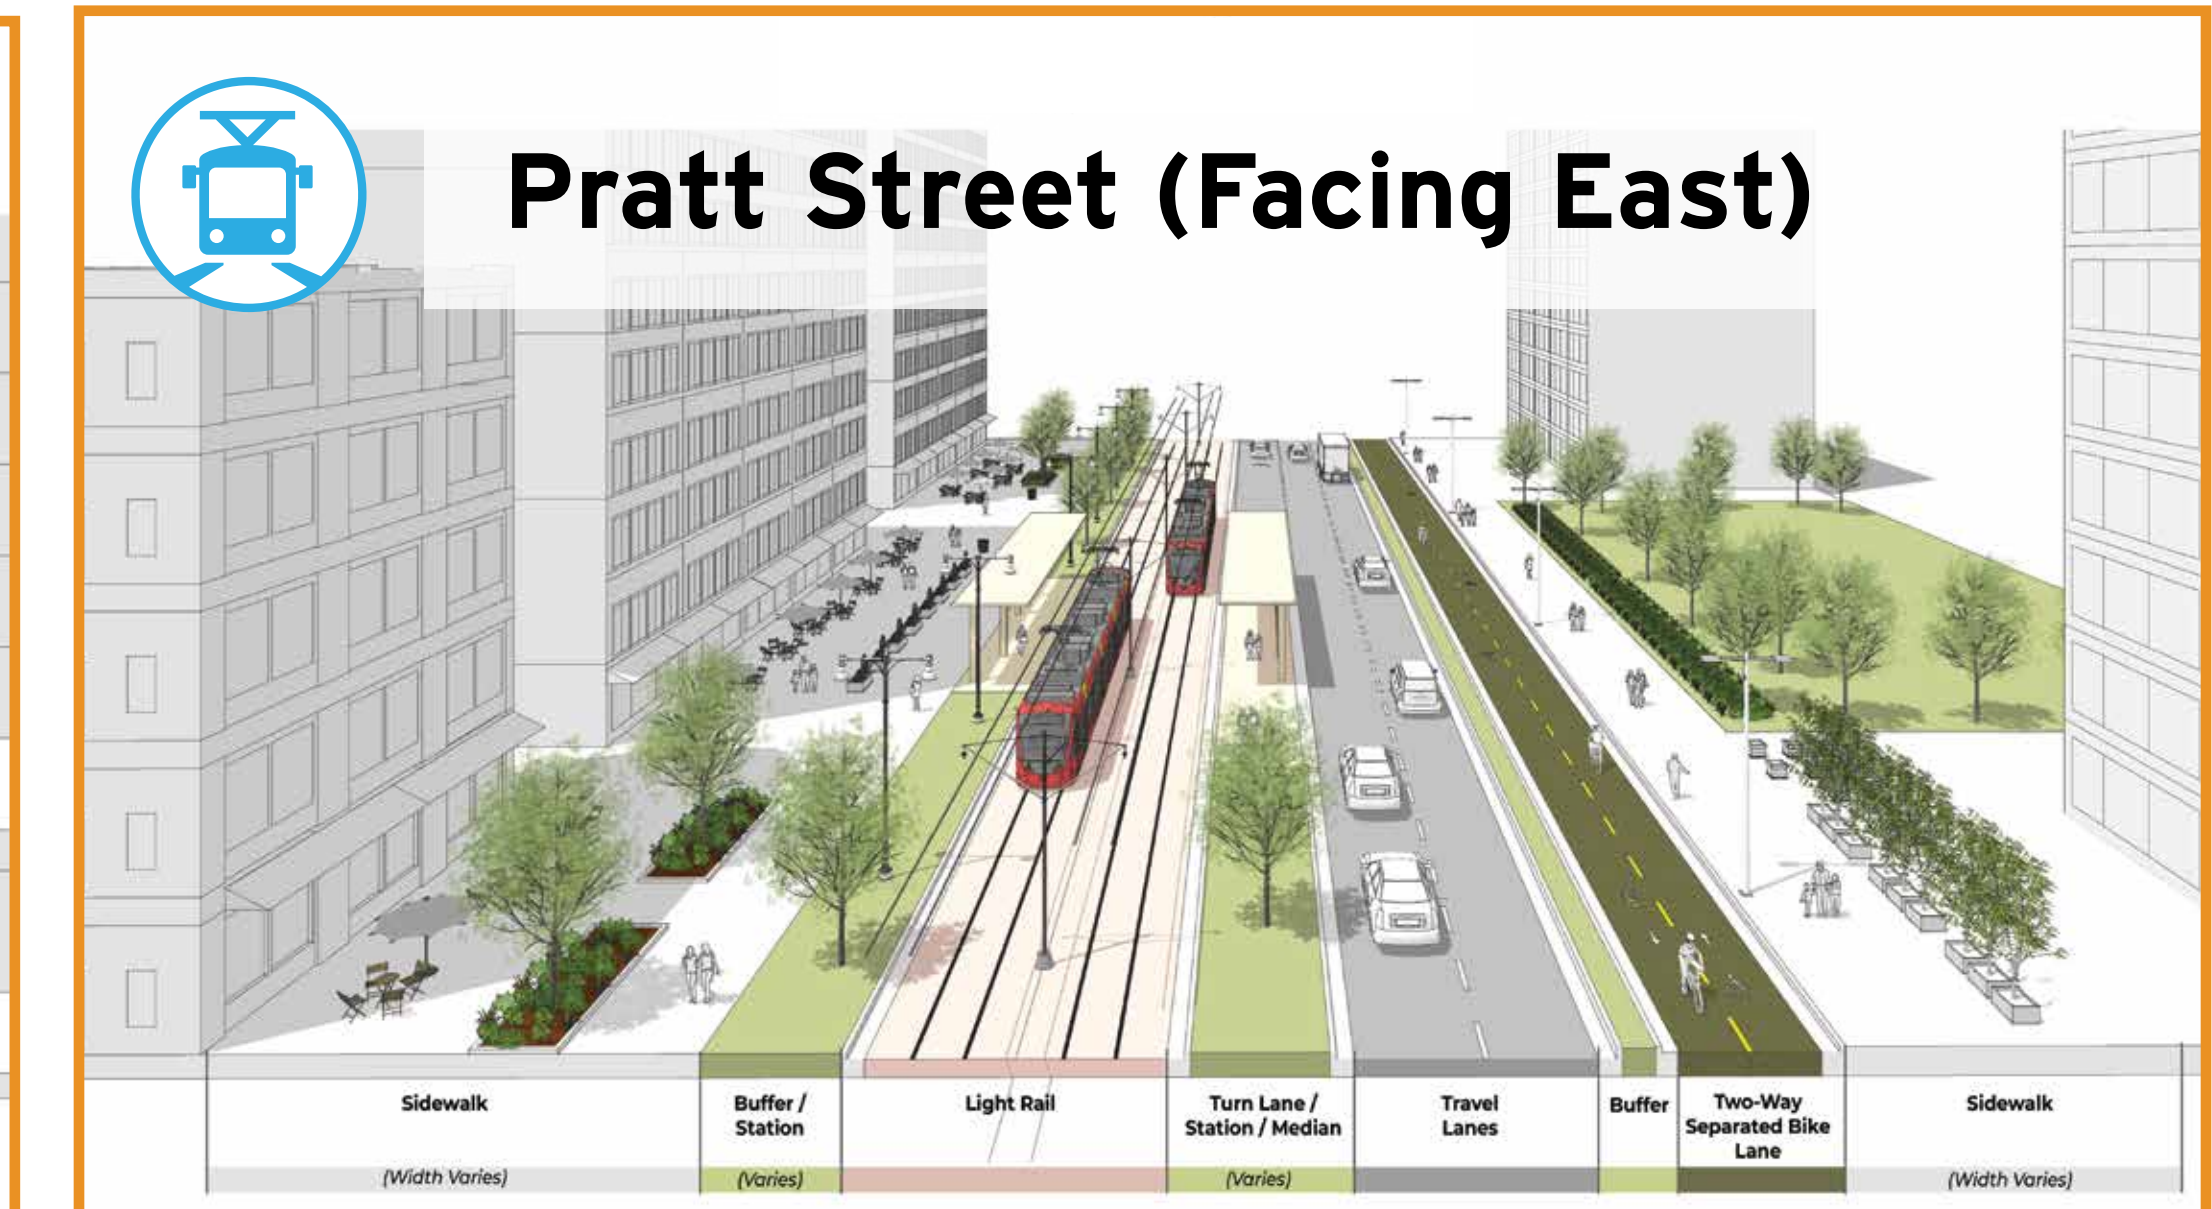 Pratt Street (Facing East)
Sidewalk
Buffer /
Station
Light Rail
Turn Lane /
Station / Median
Travel
Lanes
Buffer
Two-Way
Separated Bike
Lane
Sidewalk
(Width Varies)
(Varies)
(Varies)
(Width Varies)